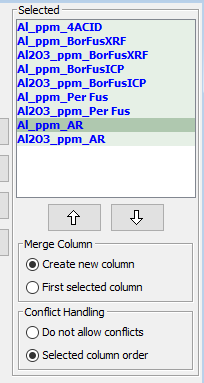 Selected
Al_ppm_4ACID
Al_ppm_BorFusXRF
Al2O3_ppm_BorFusXRF
Al_ppm_BorFusICP
Al2O3_ppm_BorFusICP
Al_ppm_Per Fus
Al2O3_ppm_Per Fus
Al_ppm_AR
Al2O3_ppm_AR
Merge Column
Create new column
First selected column
Conflict Handling
Do not allow conflicts
Selected column order